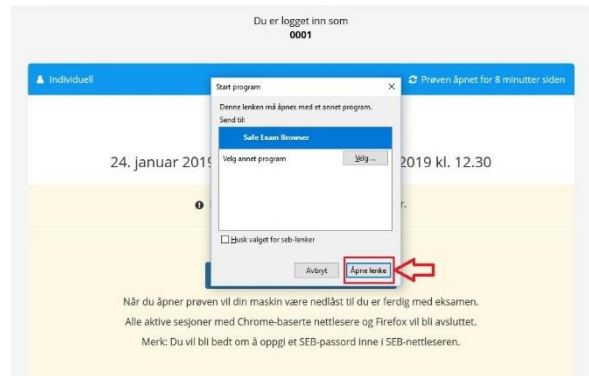 Du er logget inn som
0001
Individuell
Prøven åpnet for 8 minutter siden
Start program
Denne lenken må åpnes med et annet program.
Send til:
Safe Exam Browser
Velg annet program
Velg ...
24. januar 2019
2019 kl. 12.30
r.
Husk valget for seb-lenker
Avbryt
Åpne lenke
Når du åpner prøven vil din maskin være nedlåst til du er ferdig med eksamen.
Alle aktive sesjoner med Chrome-baserte nettlesere og Firefox vil bli avsluttet.
Merk: Du vil bli bedt om å oppgi et SEB-passord inne i SEB-nettleseren.